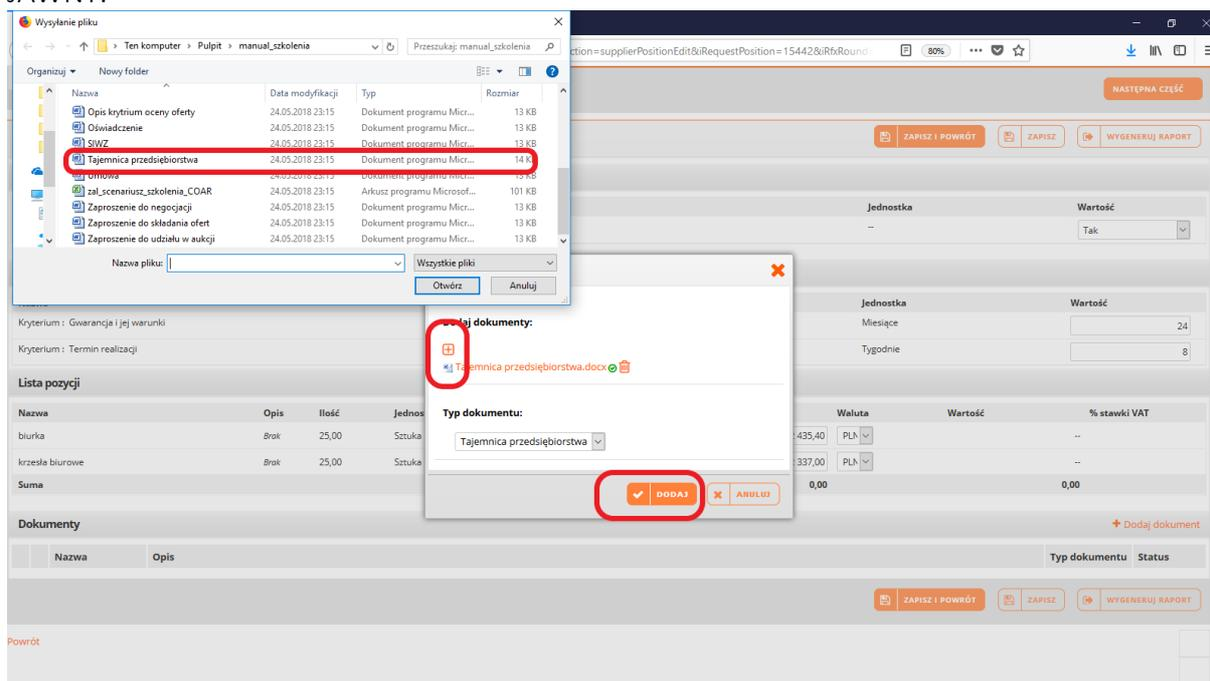 Wysyłanie pliku
Ten komputer > Pulpit > manual_szkolenia
Przeszukaj: manual_szkolenia
ction=supplierPositionEdit&iRequestPosition=15442&iRfxRound
80%
Organizuj
Nowy folder
Nazwa Data modyfikacji Typ Rozmiar
Opis krytrium oceny oferty 24.05.2018 23:15 Dokument programu Micr... 13 KB
Oświadczenie 24.05.2018 23:15 Dokument programu Micr... 13 KB
SIWZ 24.05.2018 23:15 Dokument programu Micr... 13 KB
Tajemnica przedsiębiorstwa 24.05.2018 23:15 Dokument programu Micr... 14 KB
Umowa 24.05.2018 23:15 Dokument programu Micr... 13 KB
zal_scenariusz_szkolenia_COAR 24.05.2018 23:15 Arkusz programu Microsof... 101 KB
Zaproszenie do negocjacji 24.05.2018 23:15 Dokument programu Micr... 13 KB
Zaproszenie do składania ofert 24.05.2018 23:15 Dokument programu Micr... 13 KB
Zaproszenie do udziału w aukcji 24.05.2018 23:15 Dokument programu Micr... 13 KB
Nazwa pliku:
Wszystkie pliki
Otwórz
Anuluj
NASTĘPNA CZĘŚĆ
ZAPISZ I POWRÓT
ZAPISZ
WYGENERUJ RAPORT
Jednostka Wartość
-- Tak
Jednostka Wartość
Kryterium : Gwarancja i jej warunki Miesiące 24
Kryterium : Termin realizacji Tygodnie 8
Dodaj dokumenty:
Tajemnica przedsiębiorstwa.docx
Typ dokumentu:
Tajemnica przedsiębiorstwa
DODAJ
ANULUJ
Lista pozycji
Nazwa Opis Ilość Jednos Waluta Wartość % stawki VAT
biurka Brak 25,00 Sztuka 435,40 PLN --
krzesła biurowe Brak 25,00 Sztuka 337,00 PLN --
Suma 0,00 0,00
Dokumenty
+ Dodaj dokument
Nazwa Opis Typ dokumentu Status
ZAPISZ I POWRÓT
ZAPISZ
WYGENERUJ RAPORT
Powrót